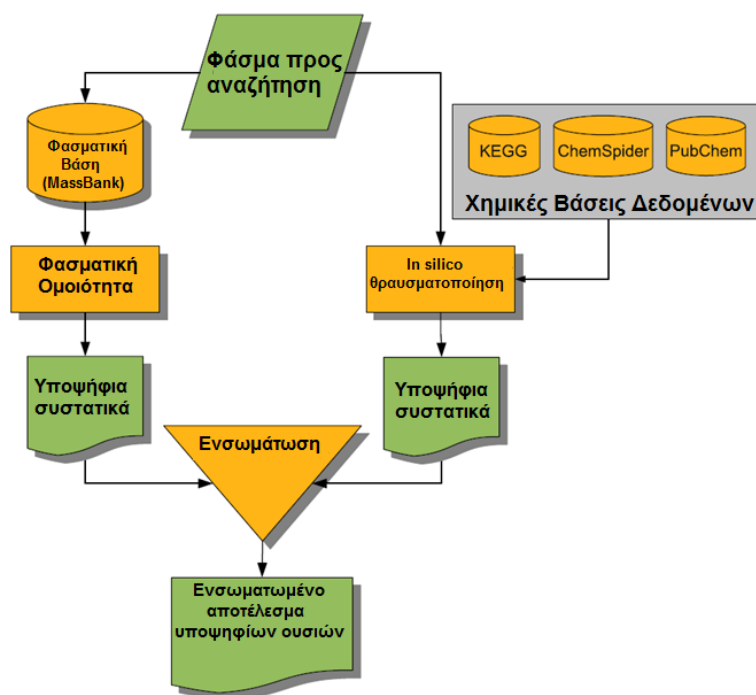 Φάσμα προς
αναζήτηση
Φασματική
Βάση
(MassBank)
KEGG
ChemSpider
PubChem
Χημικές Βάσεις Δεδομένων
Φασματική
Ομοιότητα
In silico
θραυσματοποίηση
Υποψήφια
συστατικά
Υποψήφια
συστατικά
Ενσωμάτωση
Ενσωματωμένο
αποτέλεσμα
υποψηφίων ουσιών